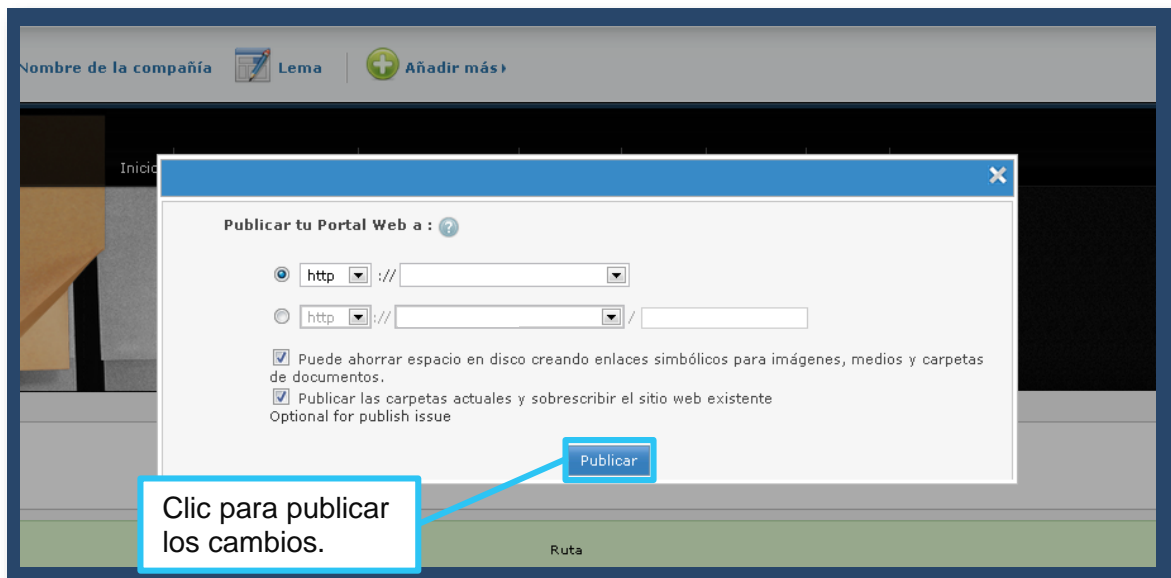 Nombre de la compañía Lema Añadir más
Inicio
Publicar tu Portal Web a : ?
http ://
http :// /
Puede ahorrar espacio en disco creando enlaces simbólicos para imágenes, medios y carpetas
de documentos.
Publicar las carpetas actuales y sobrescribir el sitio web existente
Optional for publish issue
Publicar
Clic para publicar
los cambios.
Ruta